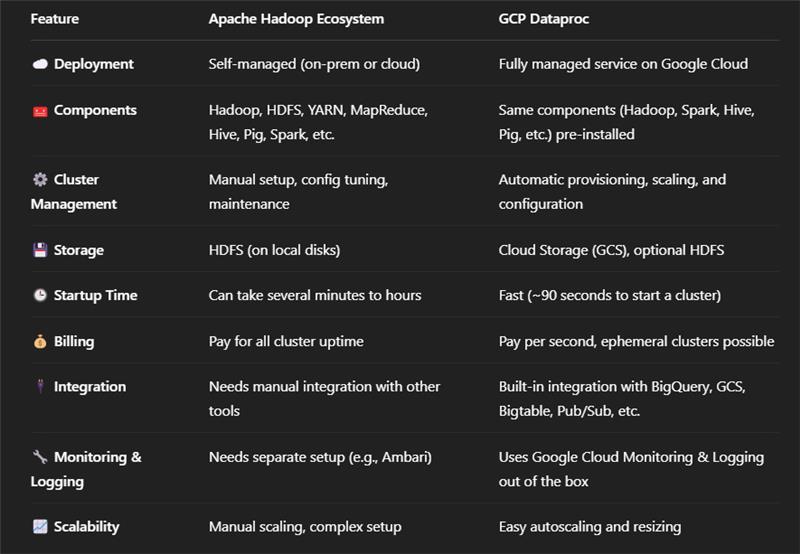 Feature Apache Hadoop Ecosystem GCP Dataproc
Deployment Self-managed (on-prem or cloud) Fully managed service on Google Cloud
Components Hadoop, HDFS, YARN, MapReduce, Same components (Hadoop, Spark, Hive,
Hive, Pig, Spark, etc. Pig, etc.) pre-installed
Cluster Manual setup, config tuning, Automatic provisioning, scaling, and
Management maintenance configuration
Storage HDFS (on local disks) Cloud Storage (GCS), optional HDFS
Startup Time Can take several minutes to hours Fast (~90 seconds to start a cluster)
Billing Pay for all cluster uptime Pay per second, ephemeral clusters possible
Integration Needs manual integration with other Built-in integration with BigQuery, GCS,
tools Bigtable, Pub/Sub, etc.
Monitoring & Needs separate setup (e.g., Ambari) Uses Google Cloud Monitoring & Logging
Logging out of the box
Scalability Manual scaling, complex setup Easy autoscaling and resizing